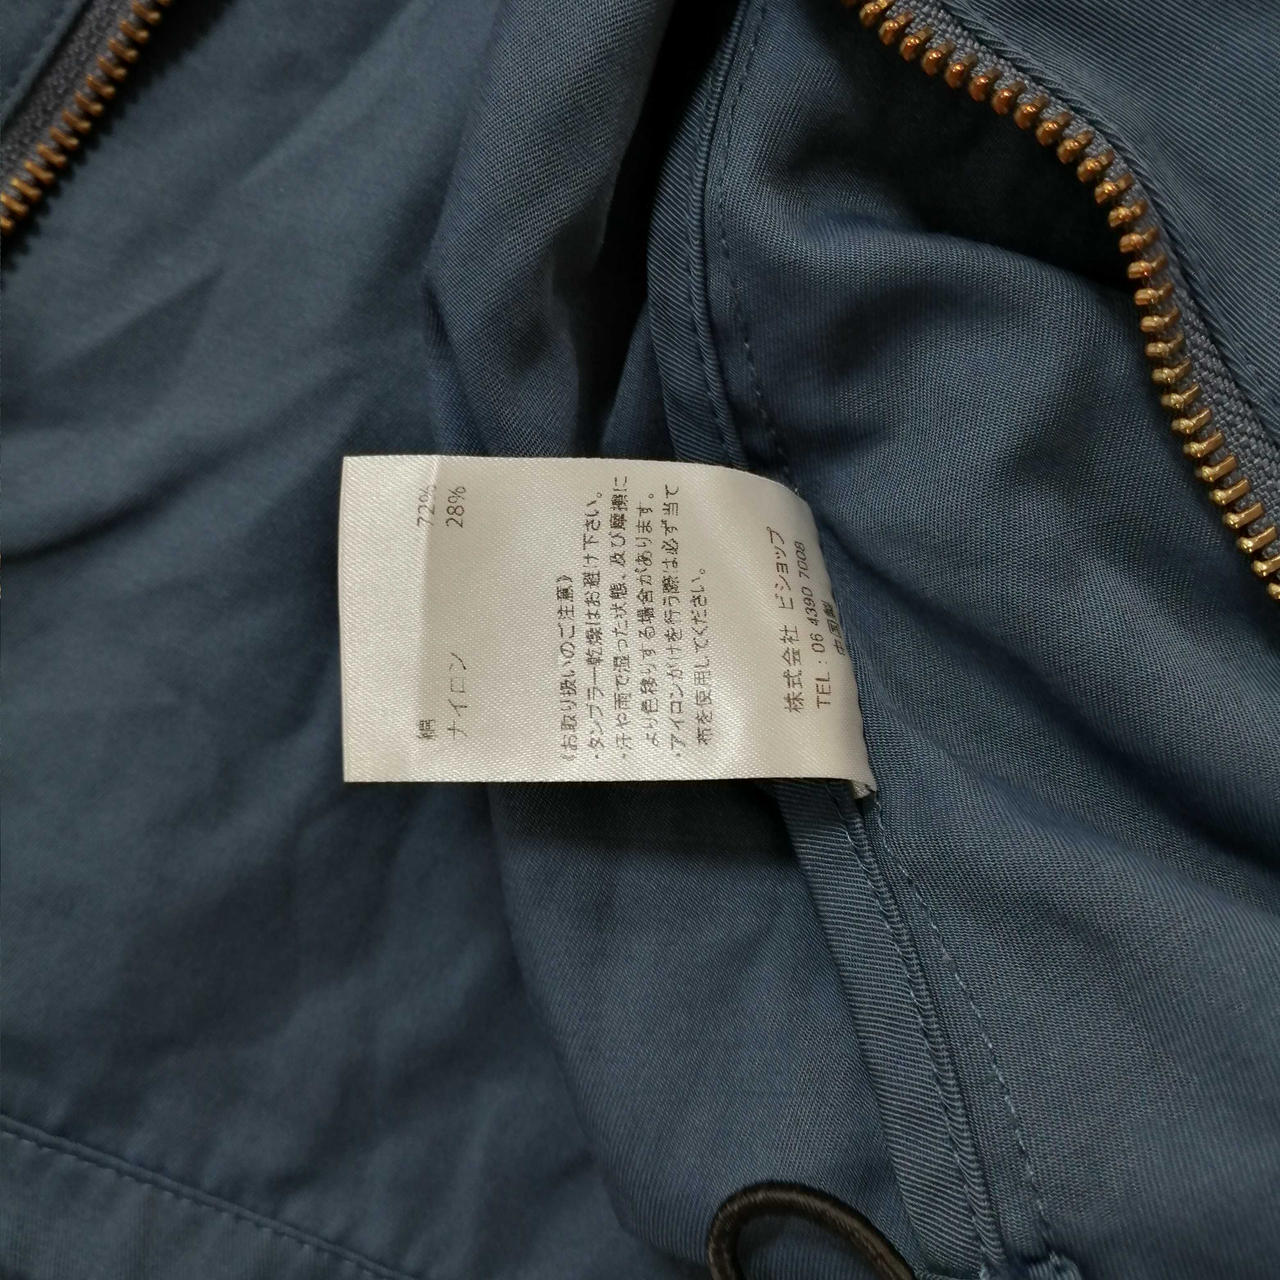 綿 72%
ナイロン 28%
《お取り扱いのご注意》
・タンブラー乾燥はお避け下さい。
・汗や雨で湿った状態、及び摩擦に
より色移りする場合があります。
・アイロンがけを行う際は必ず当て
布を使用してください。
株式会社 ビショップ
TEL : 06 4390 7008
中国製